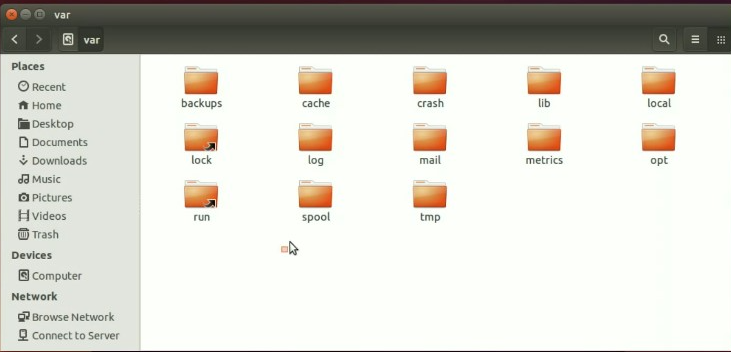 var
var
Places
Recent
Home
Desktop
Documents
Downloads
Music
Pictures
Videos
Trash
Devices
Computer
Network
Browse Network
Connect to Server
backups cache crash lib local
lock log mail metrics opt
run spool tmp